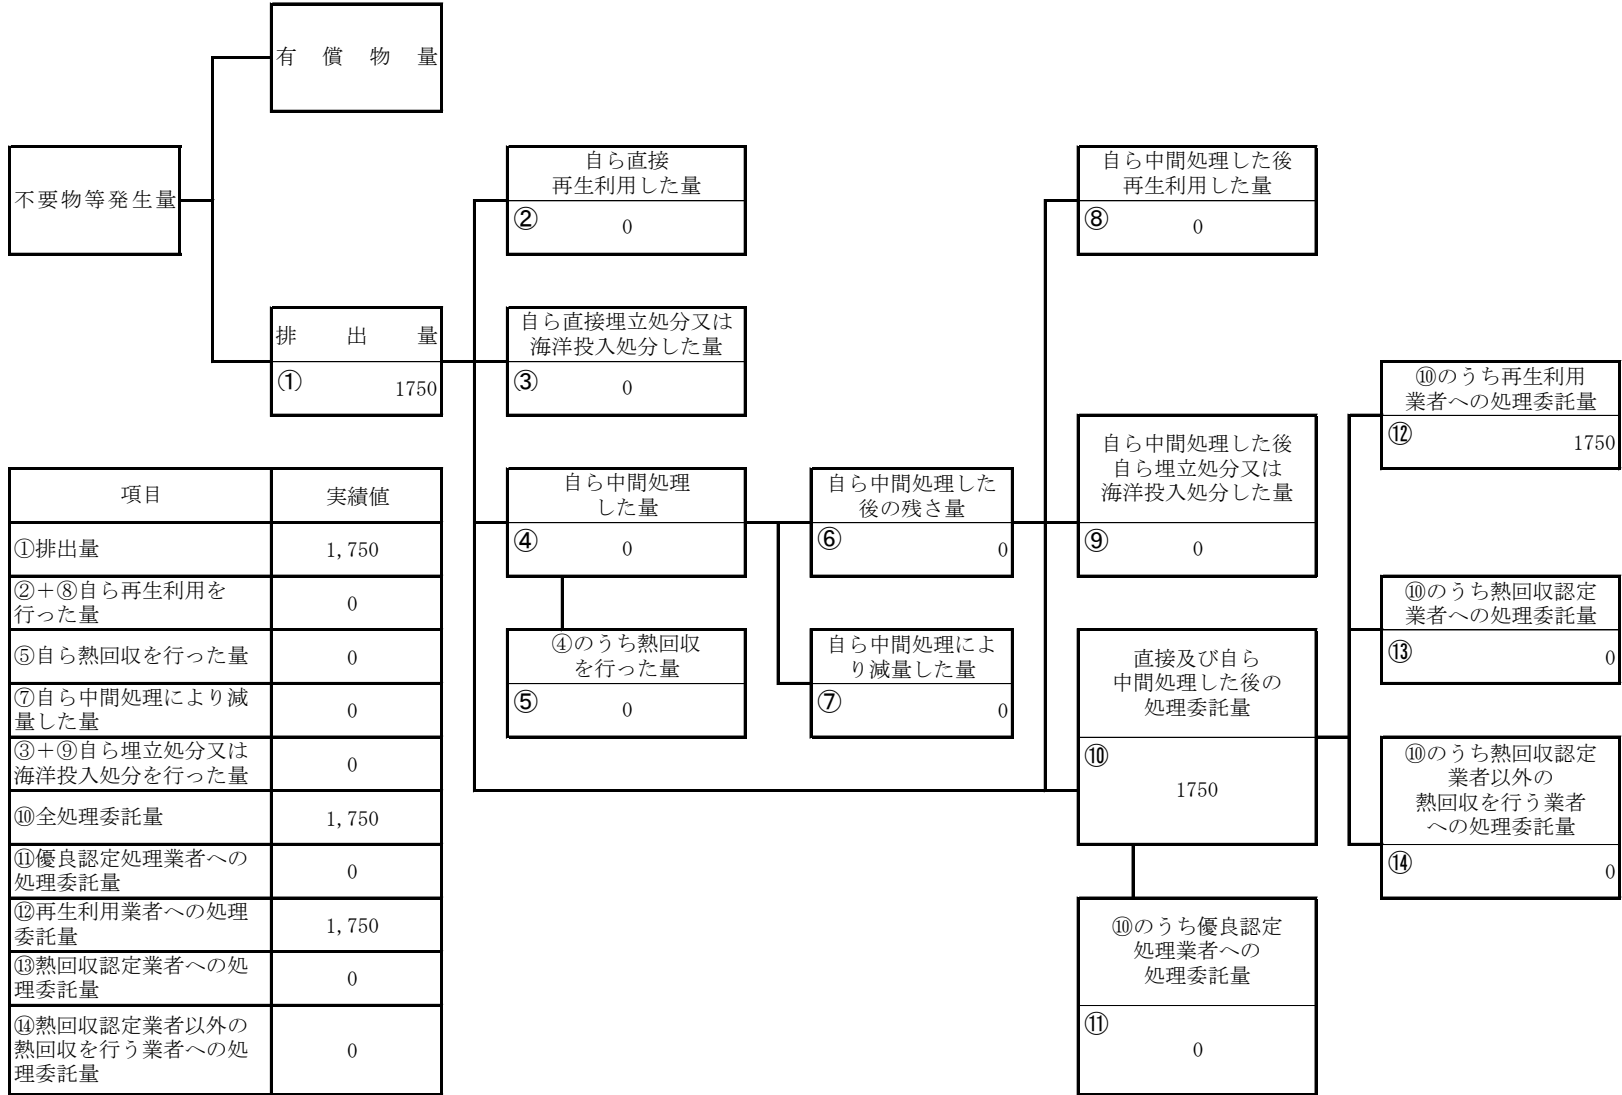 有償物量
不要物等発生量
排出量
① 1750
自ら直接
再生利用した量
② 0
自ら直接埋立処分又は
海洋投入処分した量
③ 0
自ら中間処理
した量
④ 0
④のうち熱回収
を行った量
⑤ 0
自ら中間処理した
後の残さ量
⑥ 0
自ら中間処理によ
り減量した量
⑦ 0
自ら中間処理した後
再生利用した量
⑧ 0
自ら中間処理した後
自ら埋立処分又は
海洋投入処分した量
⑨ 0
直接及び自ら
中間処理した後の
処理委託量
⑩
1750
⑩のうち優良認定
処理業者への
処理委託量
⑪
0
⑩のうち再生利用
業者への処理委託量
⑫ 1750
⑩のうち熱回収認定
業者への処理委託量
⑬ 0
⑩のうち熱回収認定
業者以外の
熱回収を行う業者
への処理委託量
⑭ 0
項目 実績値
①排出量 1,750
②＋⑧自ら再生利用を
行った量 0
⑤自ら熱回収を行った量 0
⑦自ら中間処理により減
量した量 0
③＋⑨自ら埋立処分又は
海洋投入処分を行った量 0
⑩全処理委託量 1,750
⑪優良認定処理業者への
処理委託量 0
⑫再生利用業者への処理
委託量 1,750
⑬熱回収認定業者への処
理委託量 0
⑭熱回収認定業者以外の
熱回収を行う業者への処
理委託量 0